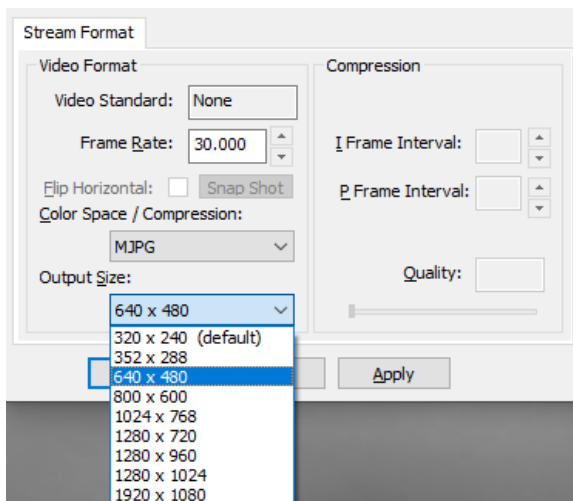 Stream Format
Video Format
Video Standard: None
Frame Rate: 30.000
Flip Horizontal: Snap Shot
Color Space / Compression:
MJPG
Output Size:
640 x 480
320 x 240 (default)
352 x 288
640 x 480
800 x 600
1024 x 768
1280 x 720
1280 x 960
1280 x 1024
1920 x 1080
Compression
I Frame Interval:
P Frame Interval:
Quality:
Apply